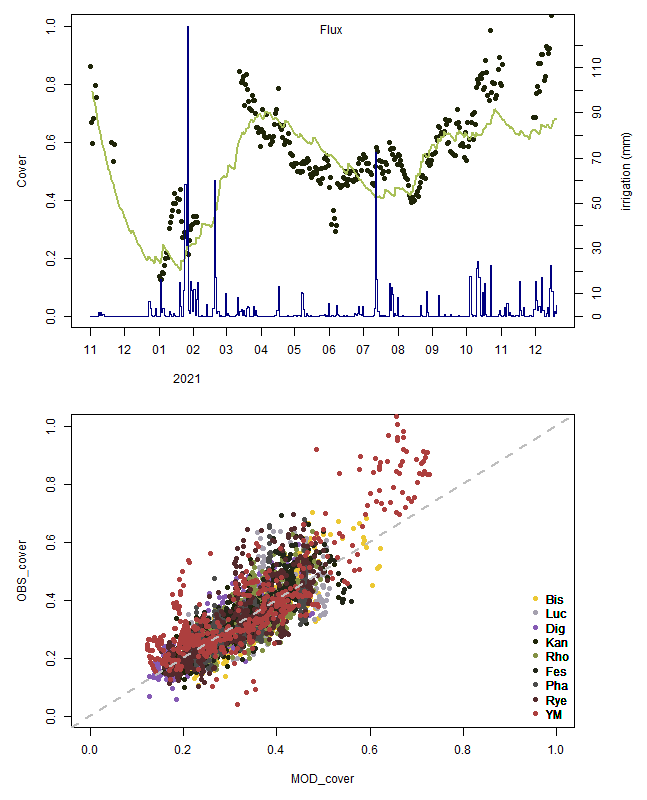 Flux
1.0
0.8
0.6
0.4
0.2
0.0
Cover
110
90
70
50
30
10
0
irrigation (mm)
11 12 01 02 03 04 05 06 07 08 09 10 11 12
2021
1.0
0.8
0.6
0.4
0.2
0.0
OBS_cover
Bis
Luc
Dig
Kan
Rho
Fes
Pha
Rye
YM
0.0 0.2 0.4 0.6 0.8 1.0
MOD_cover